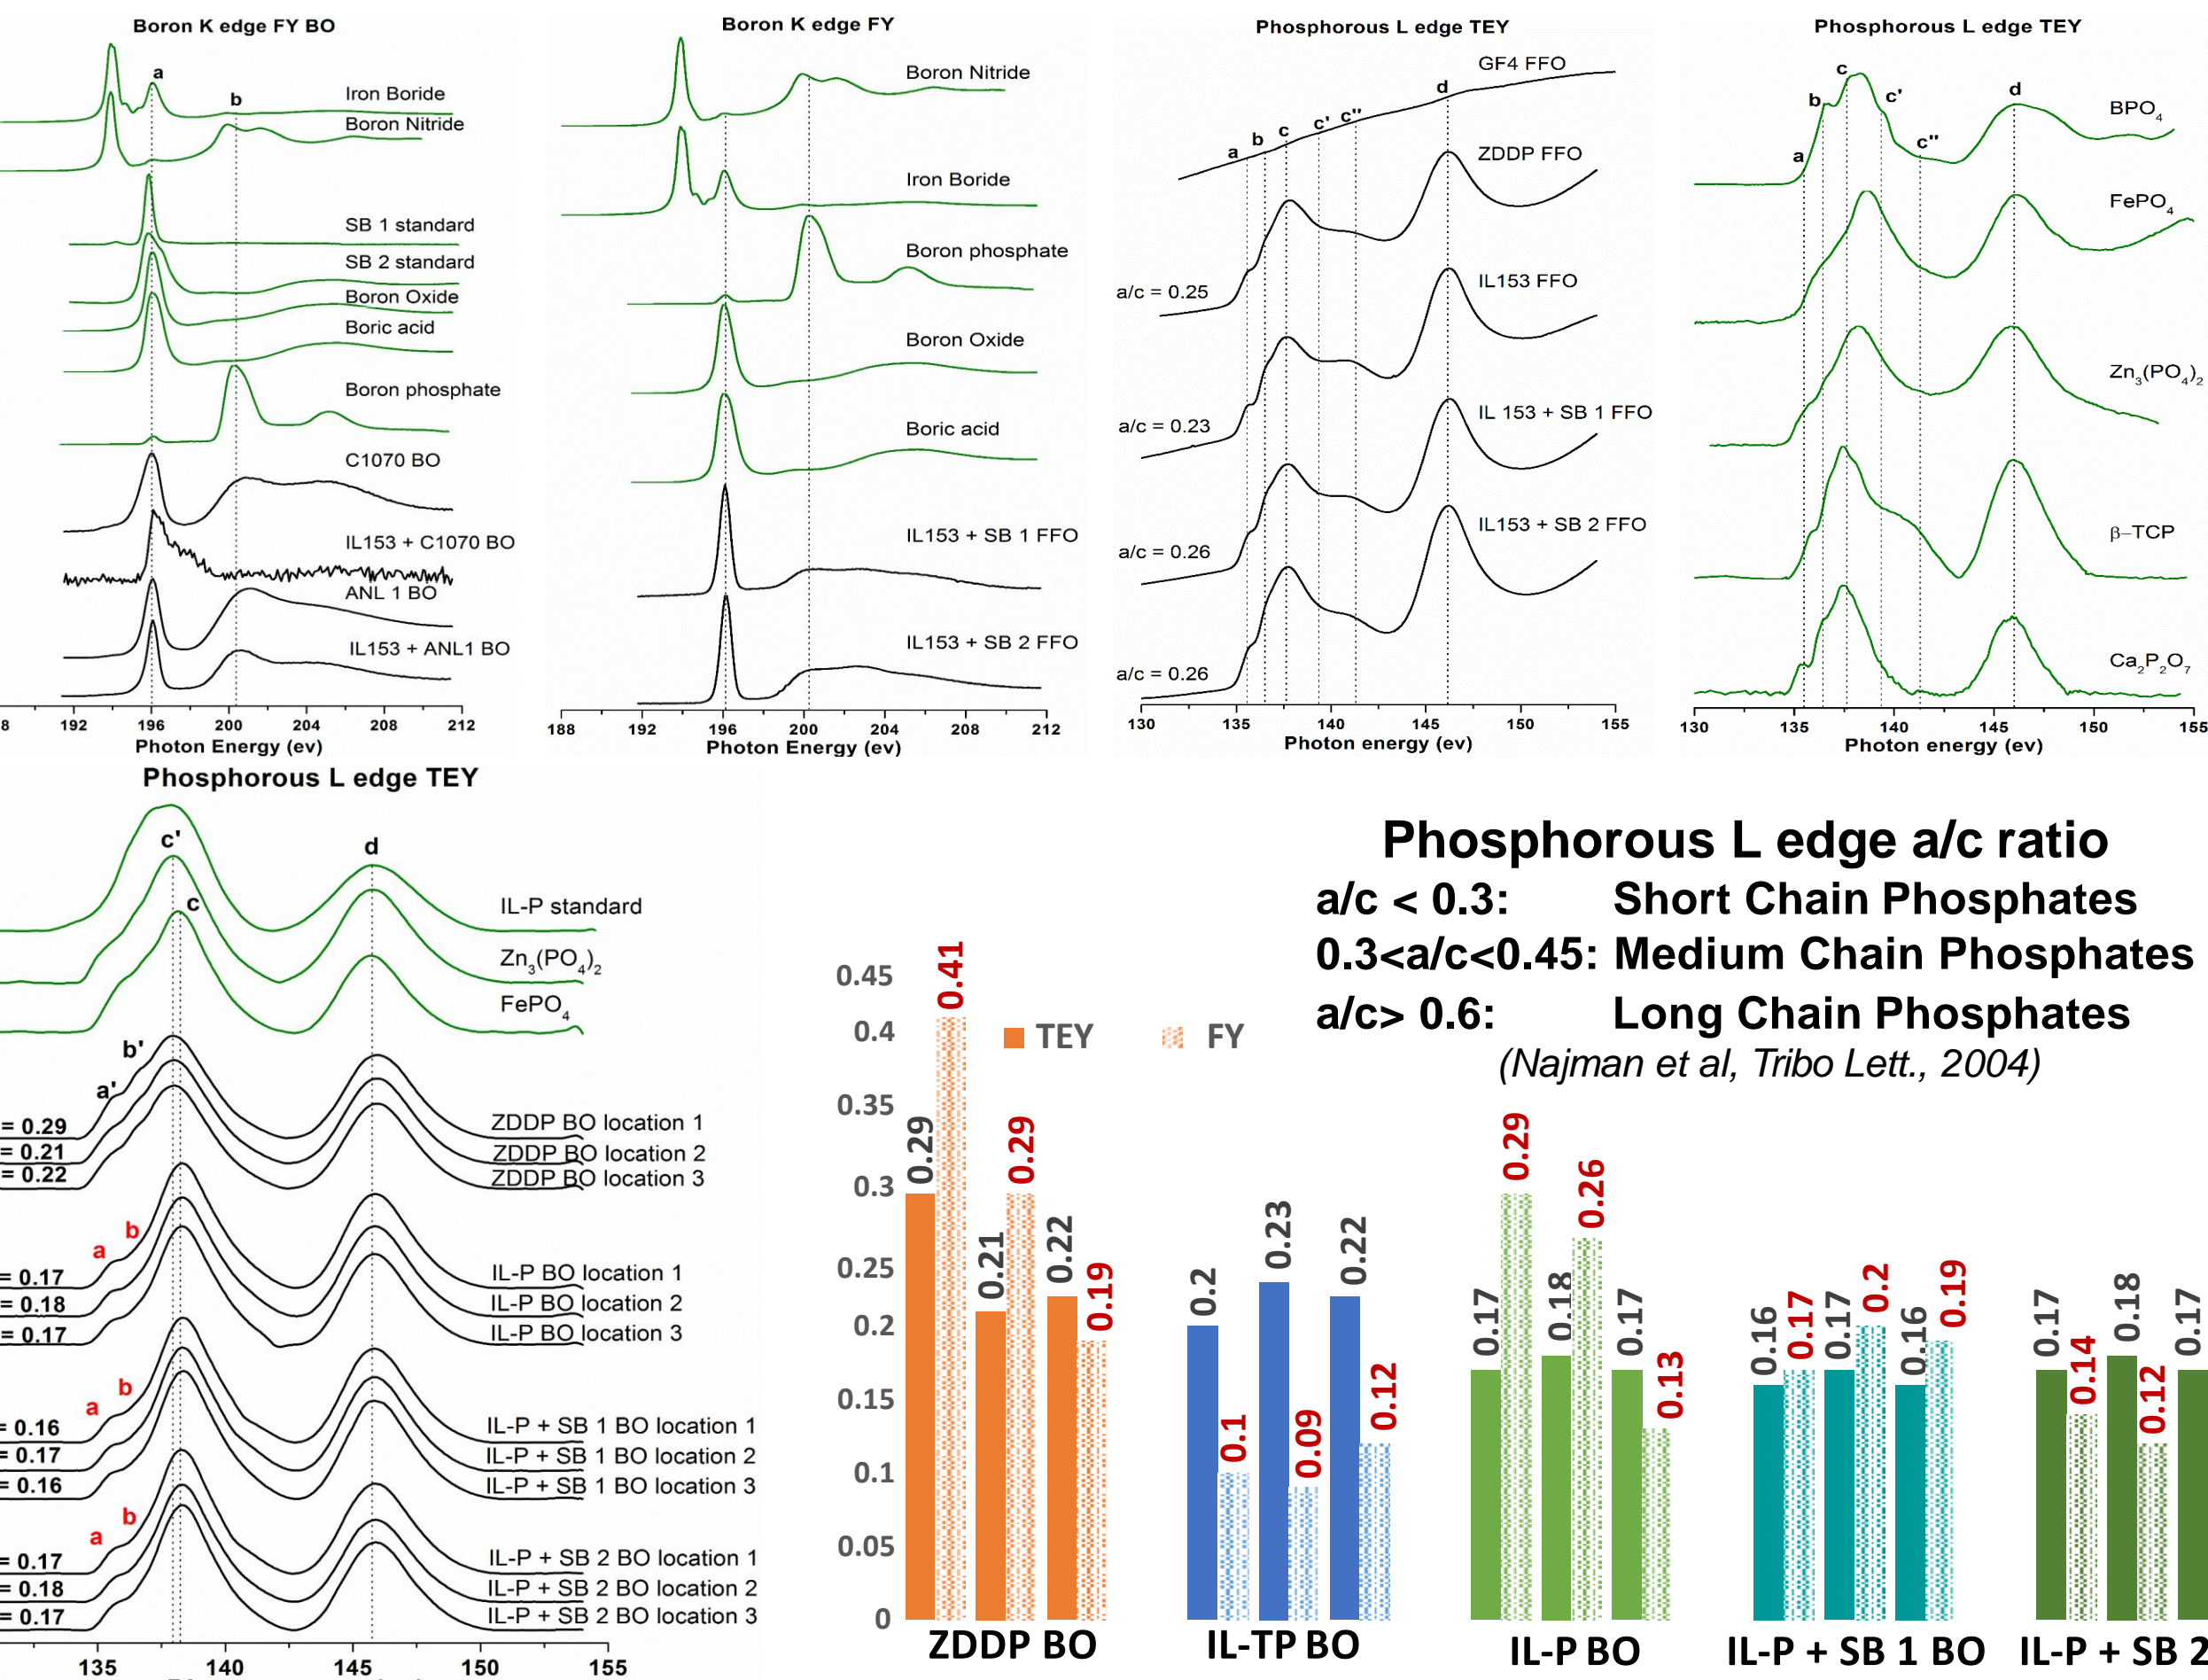 Boron K edge FY BO
a
b
Iron Boride
Boron Nitride
SB 1 standard
SB 2 standard
Boron Oxide
Boric acid
Boron phosphate
C1070 BO
IL153 + C1070 BO
ANL 1 BO
IL153 + ANL1 BO
8 192 196 200 204 208 212
Photon Energy (ev)
Boron K edge FY
Boron Nitride
Iron Boride
Boron phosphate
Boron Oxide
Boric acid
IL153 + SB 1 FFO
IL153 + SB 2 FFO
188 192 196 200 204 208 212
Photon Energy (ev)
Phosphorous L edge TEY
GF4 FFO
a b c c' c'' d
ZDDP FFO
a/c = 0.25
IL153 FFO
a/c = 0.23
IL 153 + SB 1 FFO
a/c = 0.26
IL153 + SB 2 FFO
a/c = 0.26
130 135 140 145 150 155
Photon energy (ev)
Phosphorous L edge TEY
a b c c' c'' d
BPO4
FePO4
Zn3(PO4)2
β−TCP
Ca2P2O7
130 135 140 145 150 155
Photon energy (ev)
Phosphorous L edge TEY
c' d
c
IL-P standard
Zn3(PO4)2
FePO4
b'
a'
= 0.29 ZDDP BO location 1
= 0.21 ZDDP BO location 2
= 0.22 ZDDP BO location 3
b
a
= 0.17 IL-P BO location 1
= 0.18 IL-P BO location 2
= 0.17 IL-P BO location 3
b
a
= 0.16 IL-P + SB 1 BO location 1
= 0.17 IL-P + SB 1 BO location 2
= 0.16 IL-P + SB 1 BO location 3
b
a
= 0.17 IL-P + SB 2 BO location 1
= 0.18 IL-P + SB 2 BO location 2
= 0.17 IL-P + SB 2 BO location 3
135 140 145 150 155
Phosphorous L edge a/c ratio
a/c < 0.3: Short Chain Phosphates
0.3<a/c<0.45: Medium Chain Phosphates
a/c> 0.6: Long Chain Phosphates
(Najman et al, Tribo Lett., 2004)
TEY FY
0.45
0.4
0.35
0.3
0.25
0.2
0.15
0.1
0.05
0
0.29 0.41 0.21 0.29 0.22 0.19
0.2 0.1 0.23 0.09 0.22 0.12
0.17 0.29 0.18 0.26 0.17 0.13
0.16 0.17 0.17 0.2 0.16 0.19
0.17 0.14 0.18 0.12 0.17
ZDDP BO IL-TP BO IL-P BO IL-P + SB 1 BO IL-P + SB 2